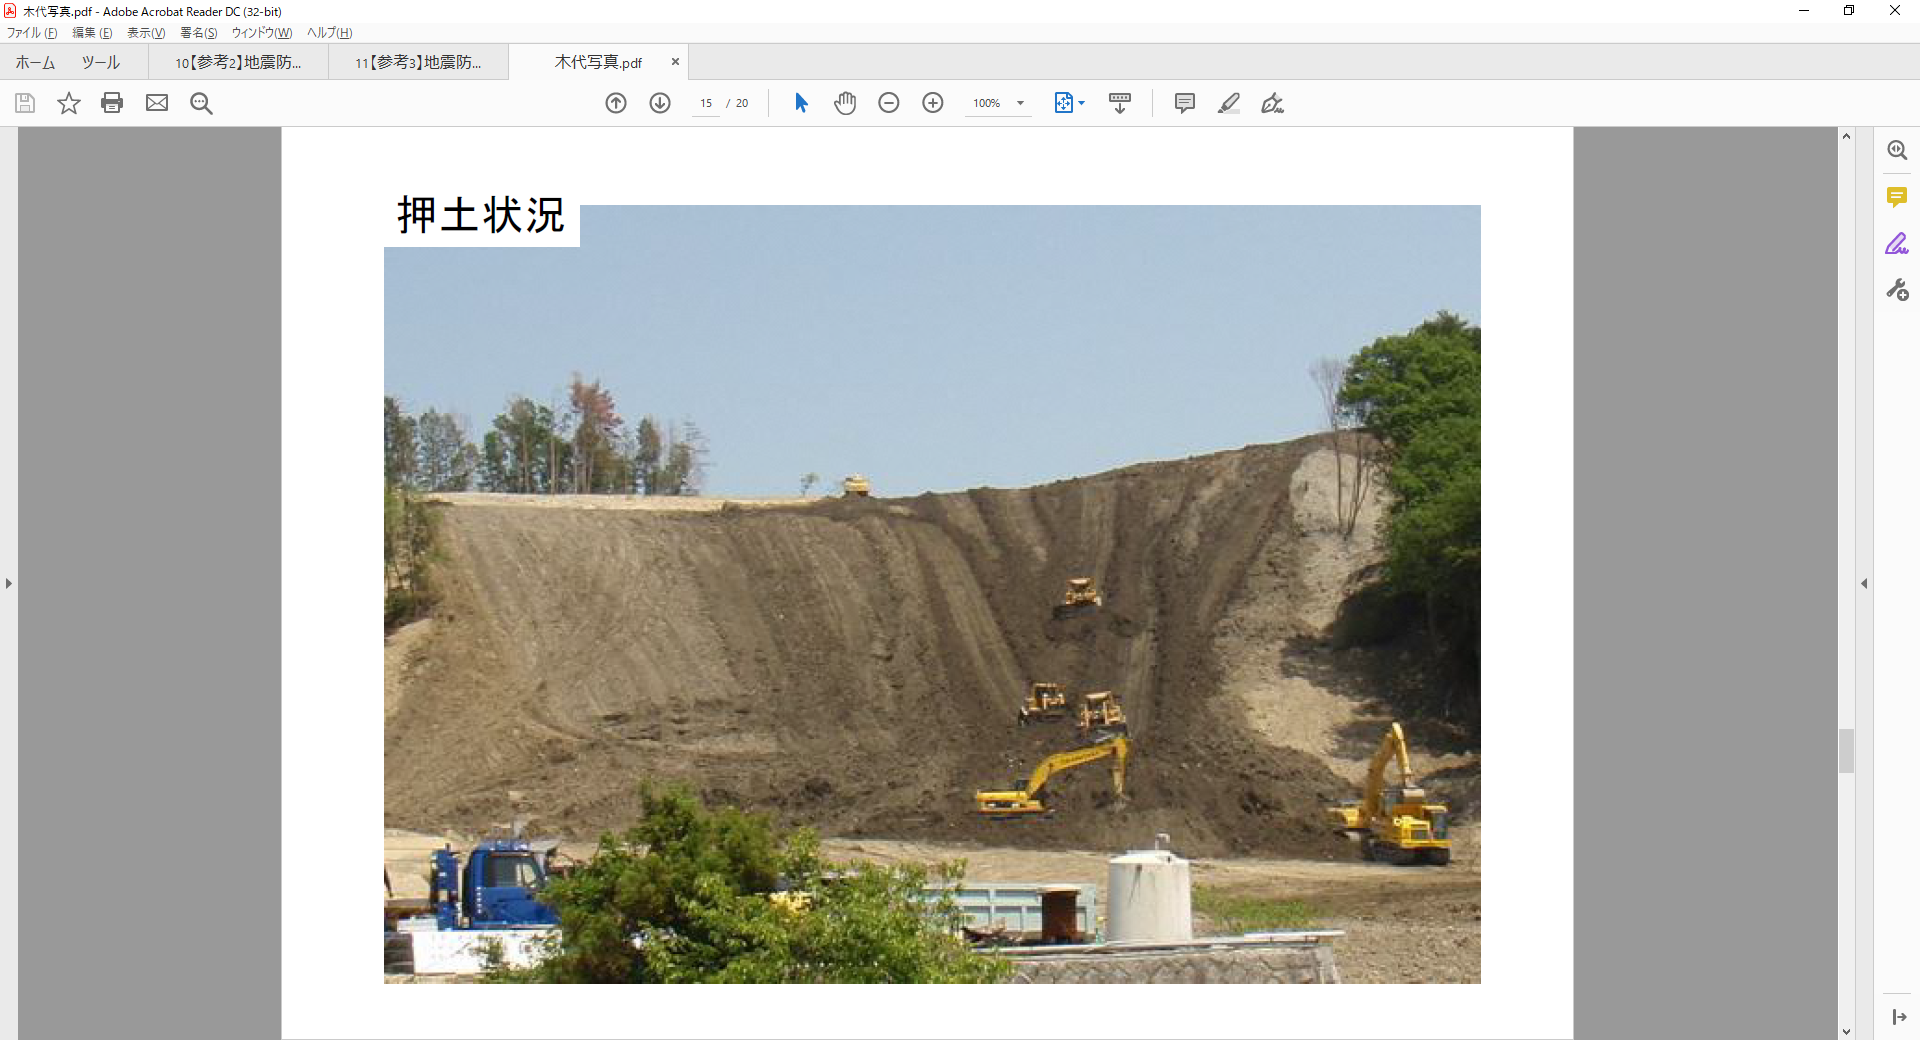 木代写真.pdf - Adobe Acrobat Reader DC (32-bit)
ファイル(F) 編集(E) 表示(V) 署名(S) ウィンドウ(W) ヘルプ(H)
ホーム ツール 10【参考2】地震防... 11【参考3】地震防... 木代写真.pdf ×
15 / 20 100%
押土状況